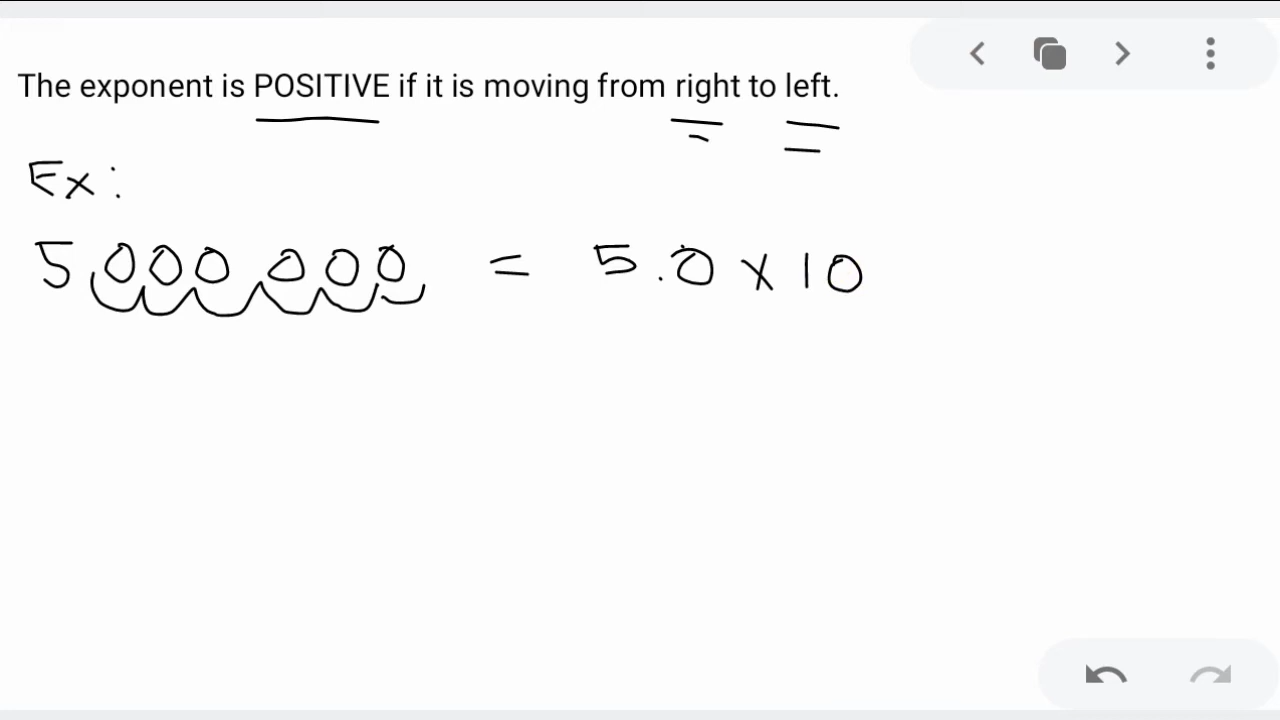 The exponent is POSITIVE if it is moving from right to left.
Ex:
5 000 000 = 5.0 x 10